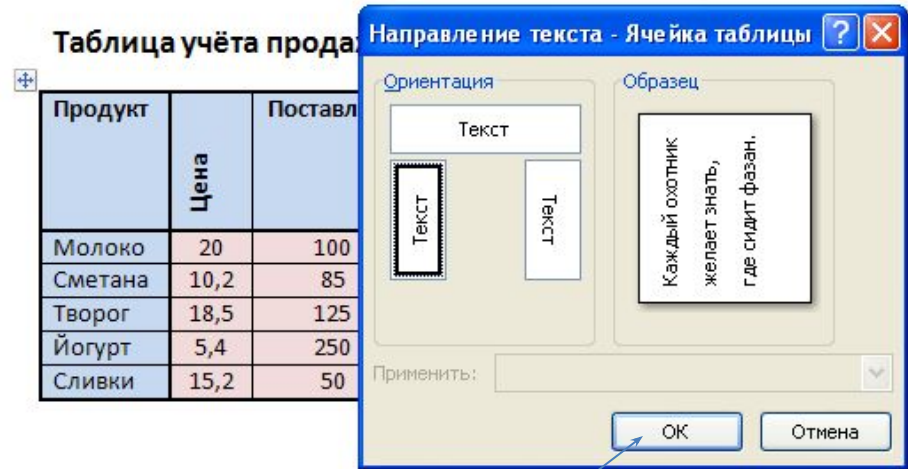 Таблица учёта прода
Продукт Цена Поставл
Молоко 20 100
Сметана 10,2 85
Творог 18,5 125
Йогурт 5,4 250
Сливки 15,2 50
Направление текста - Ячейка таблицы
Ориентация
Текст
Текст
Текст
Образец
Каждый охотник
желает знать,
где сидит фазан.
Применить:
ОК
Отмена